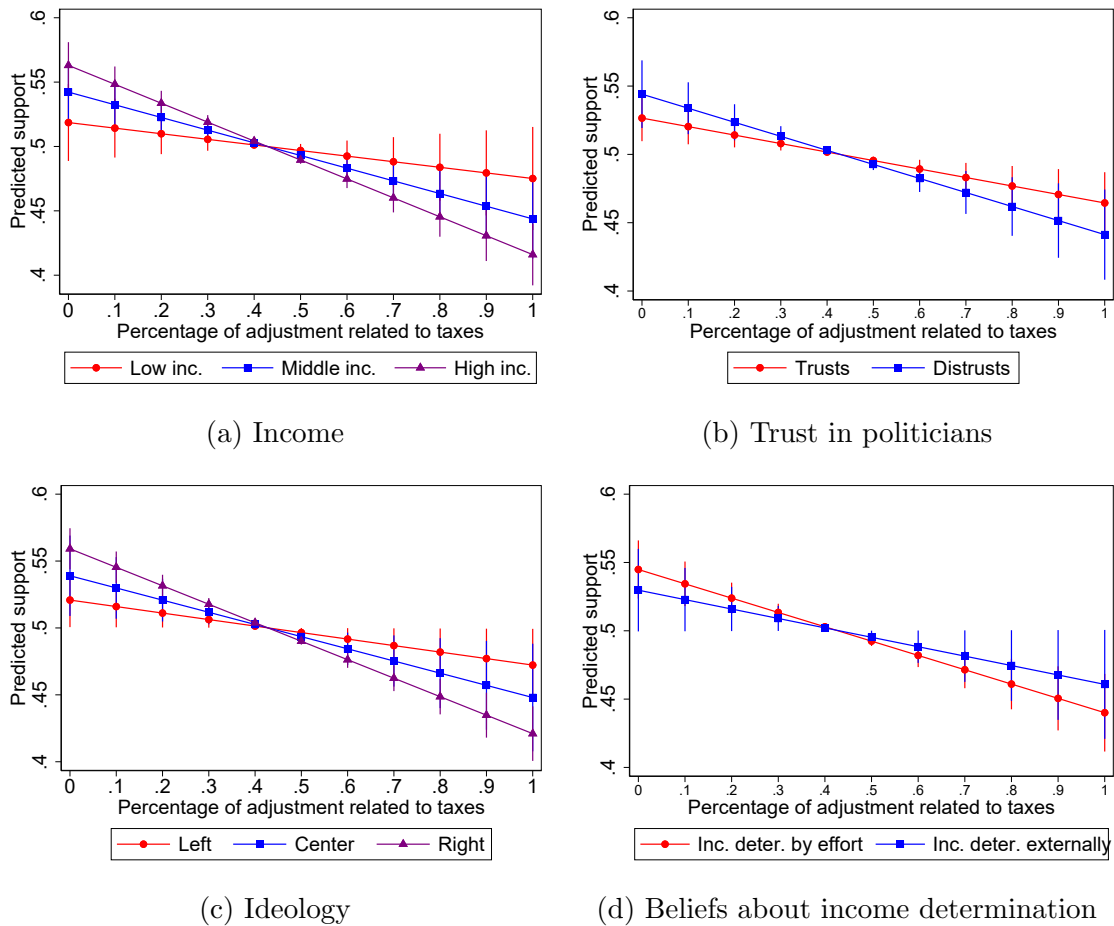 .6
.55
.5
.45
.4
Predicted support
0 .1 .2 .3 .4 .5 .6 .7 .8 .9 1
Percentage of adjustment related to taxes
Low inc. Middle inc. High inc.
(a) Income
.6
.55
.5
.45
.4
Predicted support
0 .1 .2 .3 .4 .5 .6 .7 .8 .9 1
Percentage of adjustment related to taxes
Trusts Distrusts
(b) Trust in politicians
.6
.55
.5
.45
.4
Predicted support
0 .1 .2 .3 .4 .5 .6 .7 .8 .9 1
Percentage of adjustment related to taxes
Left Center Right
(c) Ideology
.6
.55
.5
.45
.4
Predicted support
0 .1 .2 .3 .4 .5 .6 .7 .8 .9 1
Percentage of adjustment related to taxes
Inc. deter. by effort Inc. deter. externally
(d) Beliefs about income determination